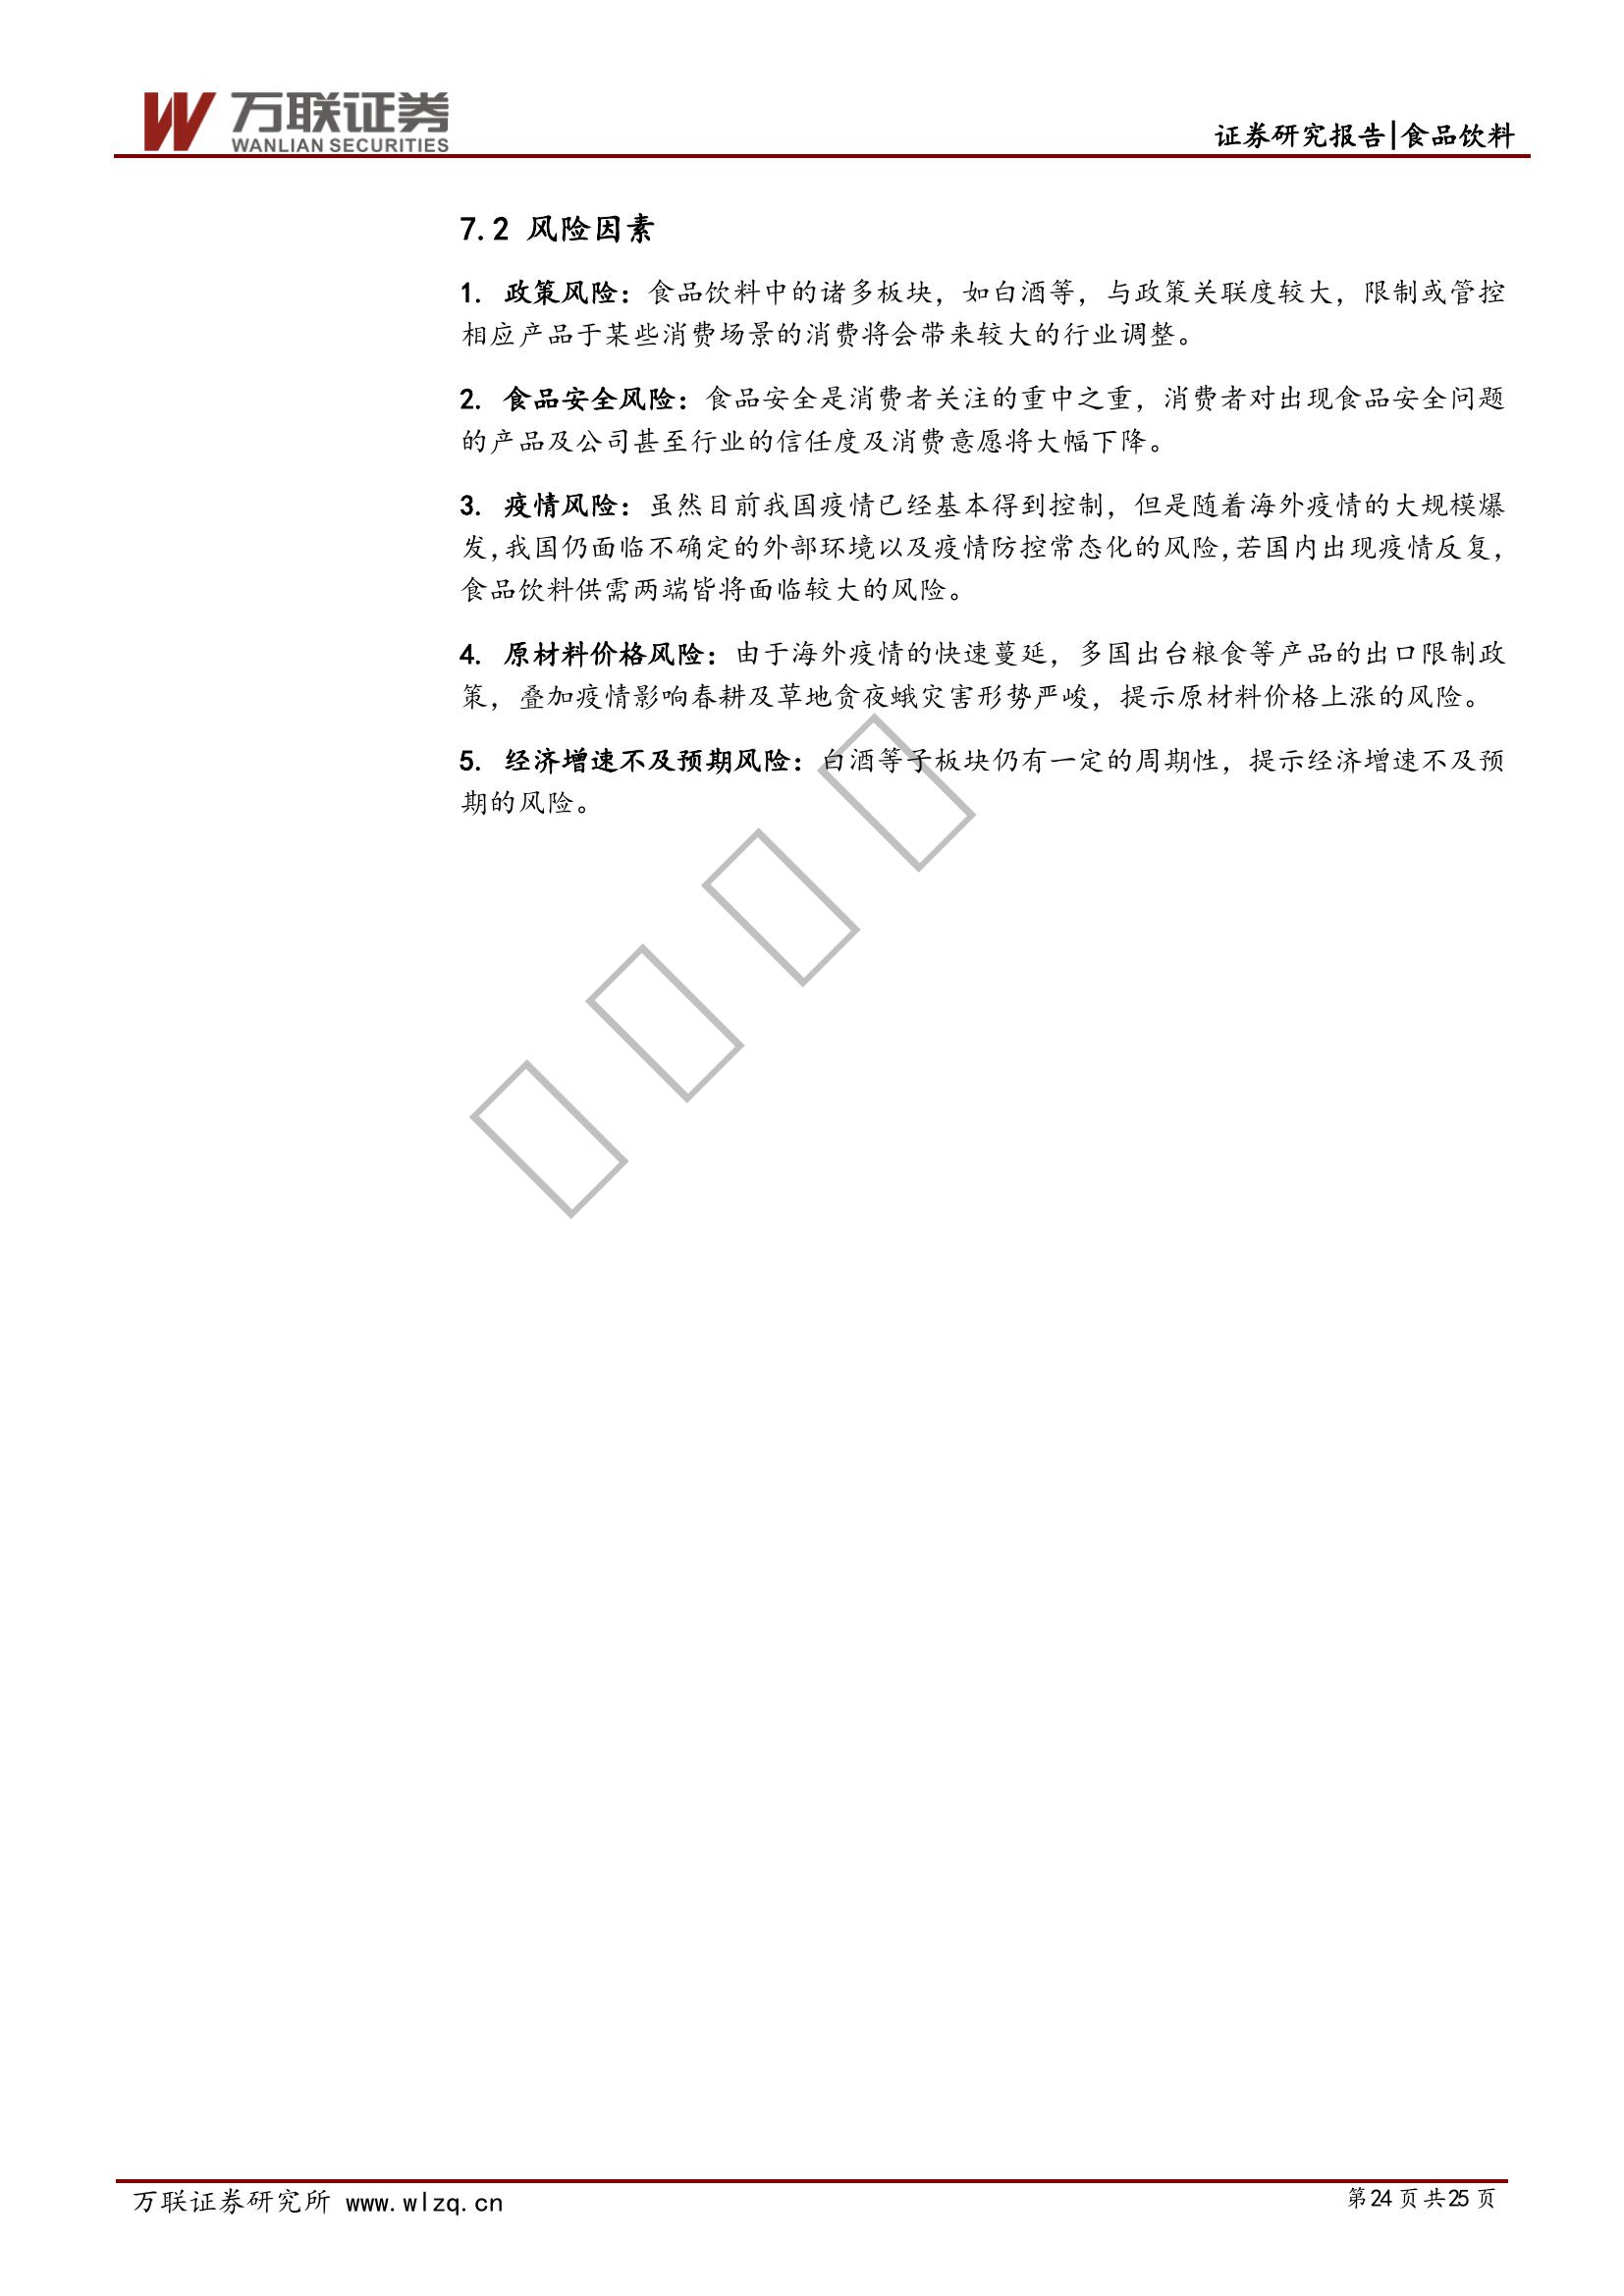 万联证券
WANLIAN SECURITIES
证券研究报告|食品饮料
7.2 风险因素
1. 政策风险：食品饮料中的诸多板块，如白酒等，与政策关联度较大，限制或管控
相应产品于某些消费场景的消费将会带来较大的行业调整。
2. 食品安全风险：食品安全是消费者关注的重中之重，消费者对出现食品安全问题
的产品及公司甚至行业的信任度及消费意愿将大幅下降。
3. 疫情风险：虽然目前我国疫情已经基本得到控制，但是随着海外疫情的大规模爆
发，我国仍面临不确定的外部环境以及疫情防控常态化的风险，若国内出现疫情反复，
食品饮料供需两端皆将面临较大的风险。
4. 原材料价格风险：由于海外疫情的快速蔓延，多国出台粮食等产品的出口限制政
策，叠加疫情影响春耕及草地贪夜蛾灾害形势严峻，提示原材料价格上涨的风险。
5. 经济增速不及预期风险：白酒等子板块仍有一定的周期性，提示经济增速不及预
期的风险。
万联证券研究所 www.wlzq.cn
第24页共25页